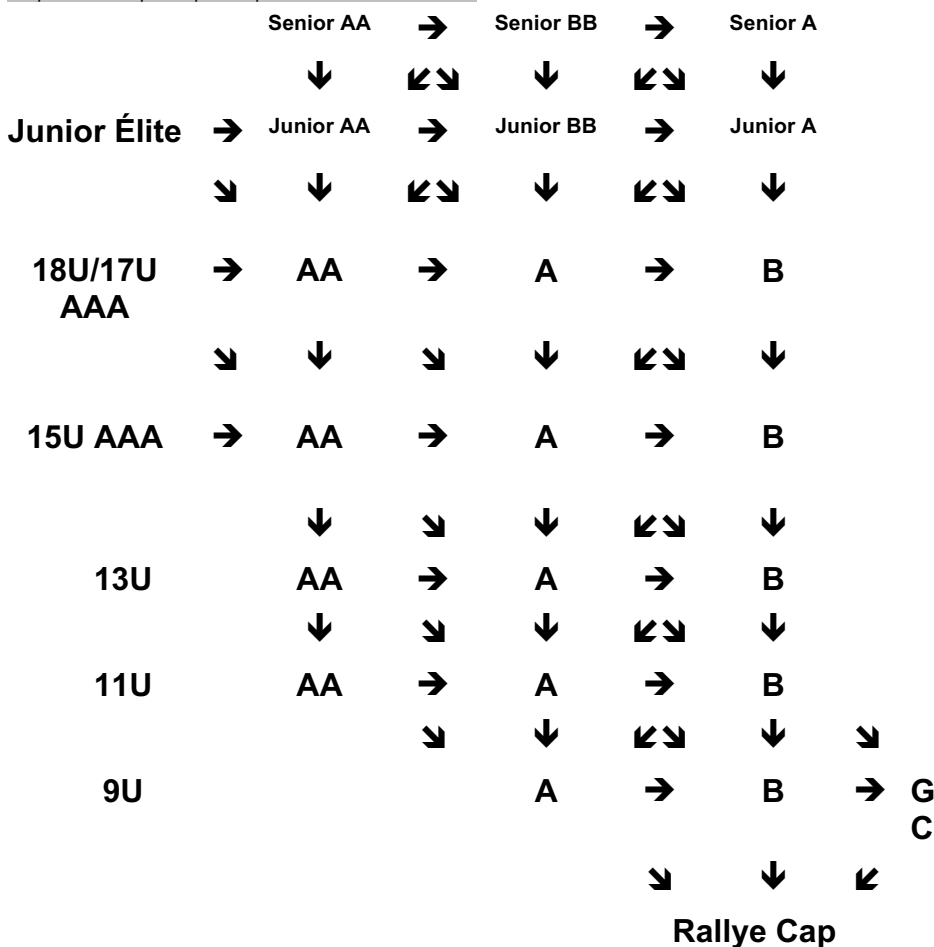 Senior AA ➔ Senior BB ➔ Senior A
🡫 🡯🡮 🡫 🡯🡮 🡫
Junior Élite ➔ Junior AA ➔ Junior BB ➔ Junior A
🡮 🡫 🡯🡮 🡫 🡯🡮 🡫
18U/17U ➔ AA ➔ A ➔ B
AAA
🡮 🡫 🡮 🡫 🡯🡮 🡫
15U AAA ➔ AA ➔ A ➔ B
🡫 🡮 🡫 🡯🡮 🡫
13U AA ➔ A ➔ B
🡫 🡮 🡫 🡯🡮 🡫
11U AA ➔ A ➔ B
🡮 🡫 🡯🡮 🡫 🡮
9U A ➔ B ➔ G
C
🡮 🡫 🡯
Rallye Cap